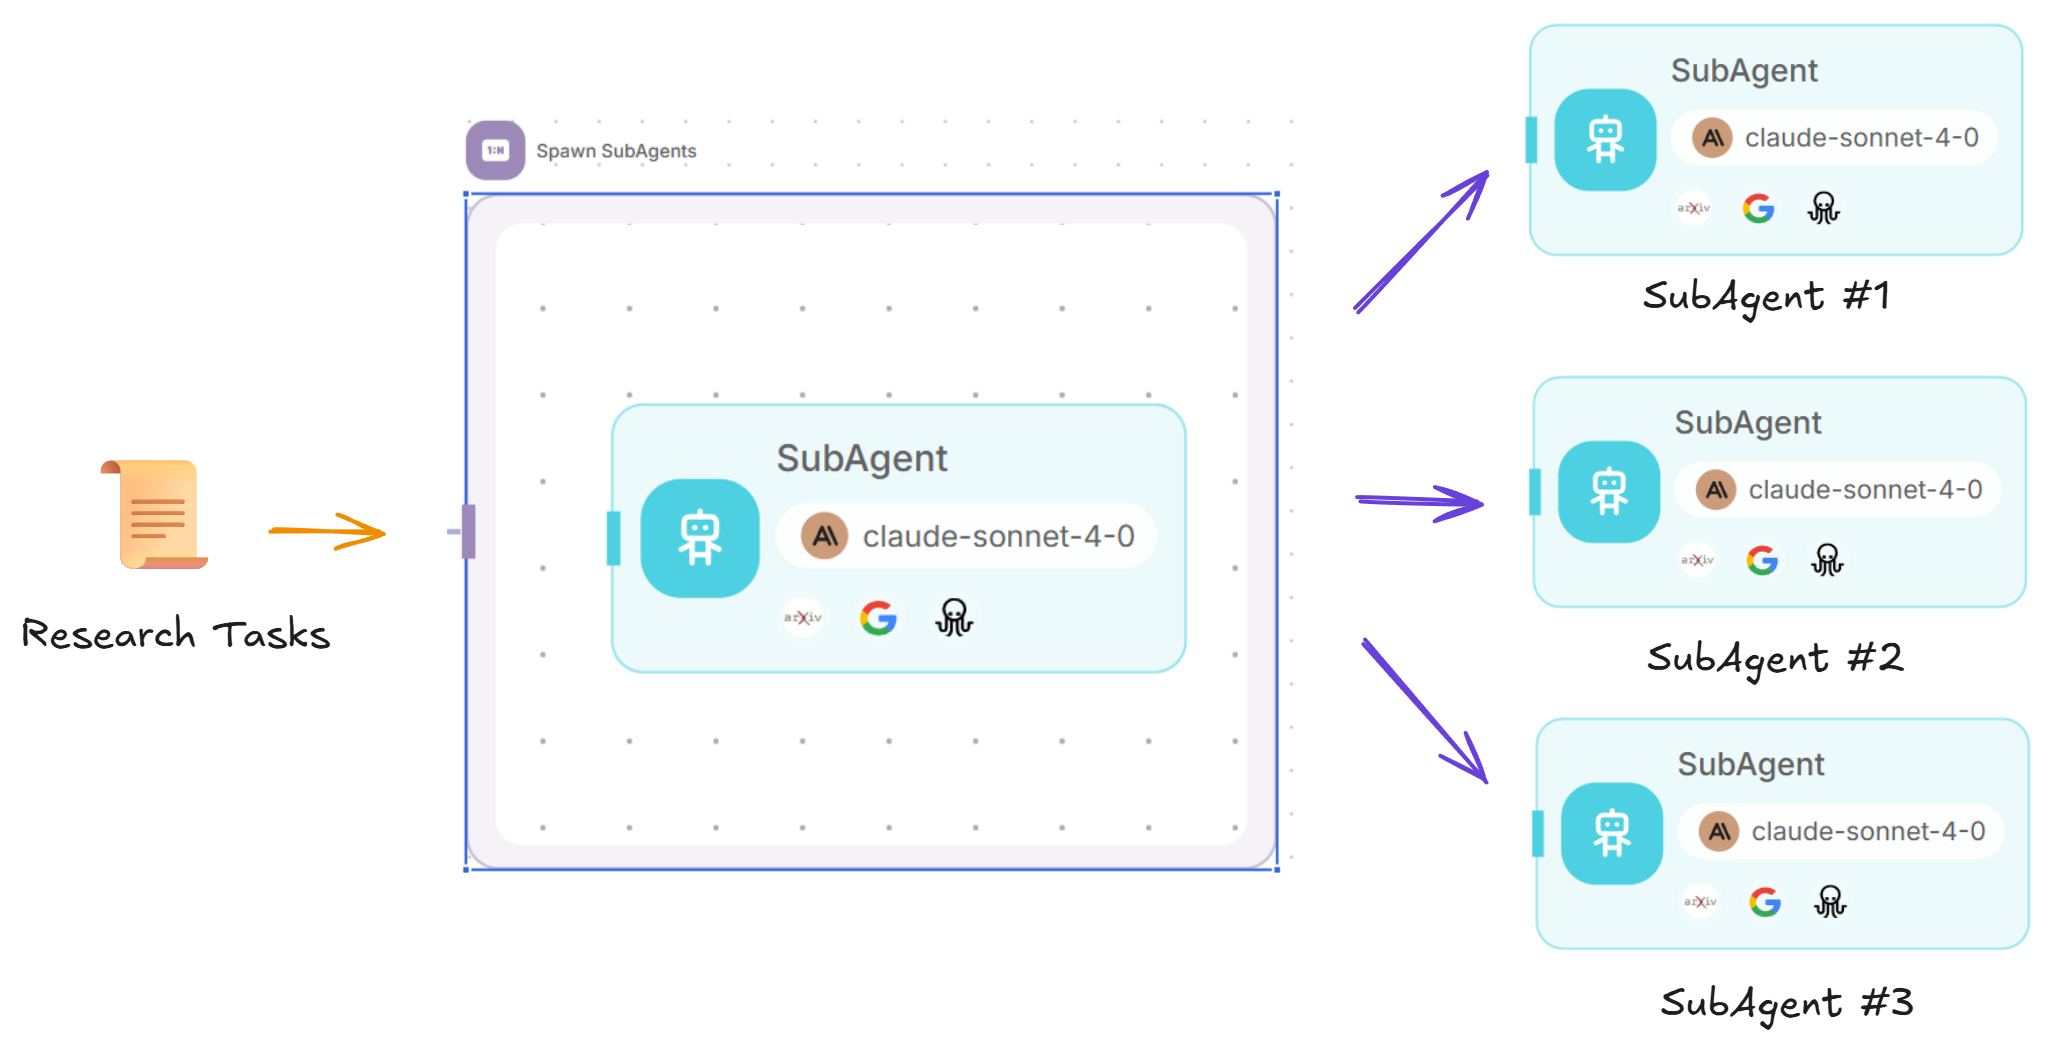 Research Tasks
1:N
Spawn SubAgents
SubAgent
claude-sonnet-4-0
arXiv
SubAgent
claude-sonnet-4-0
arXiv
SubAgent #1
SubAgent
claude-sonnet-4-0
arXiv
SubAgent #2
SubAgent
claude-sonnet-4-0
arXiv
SubAgent #3